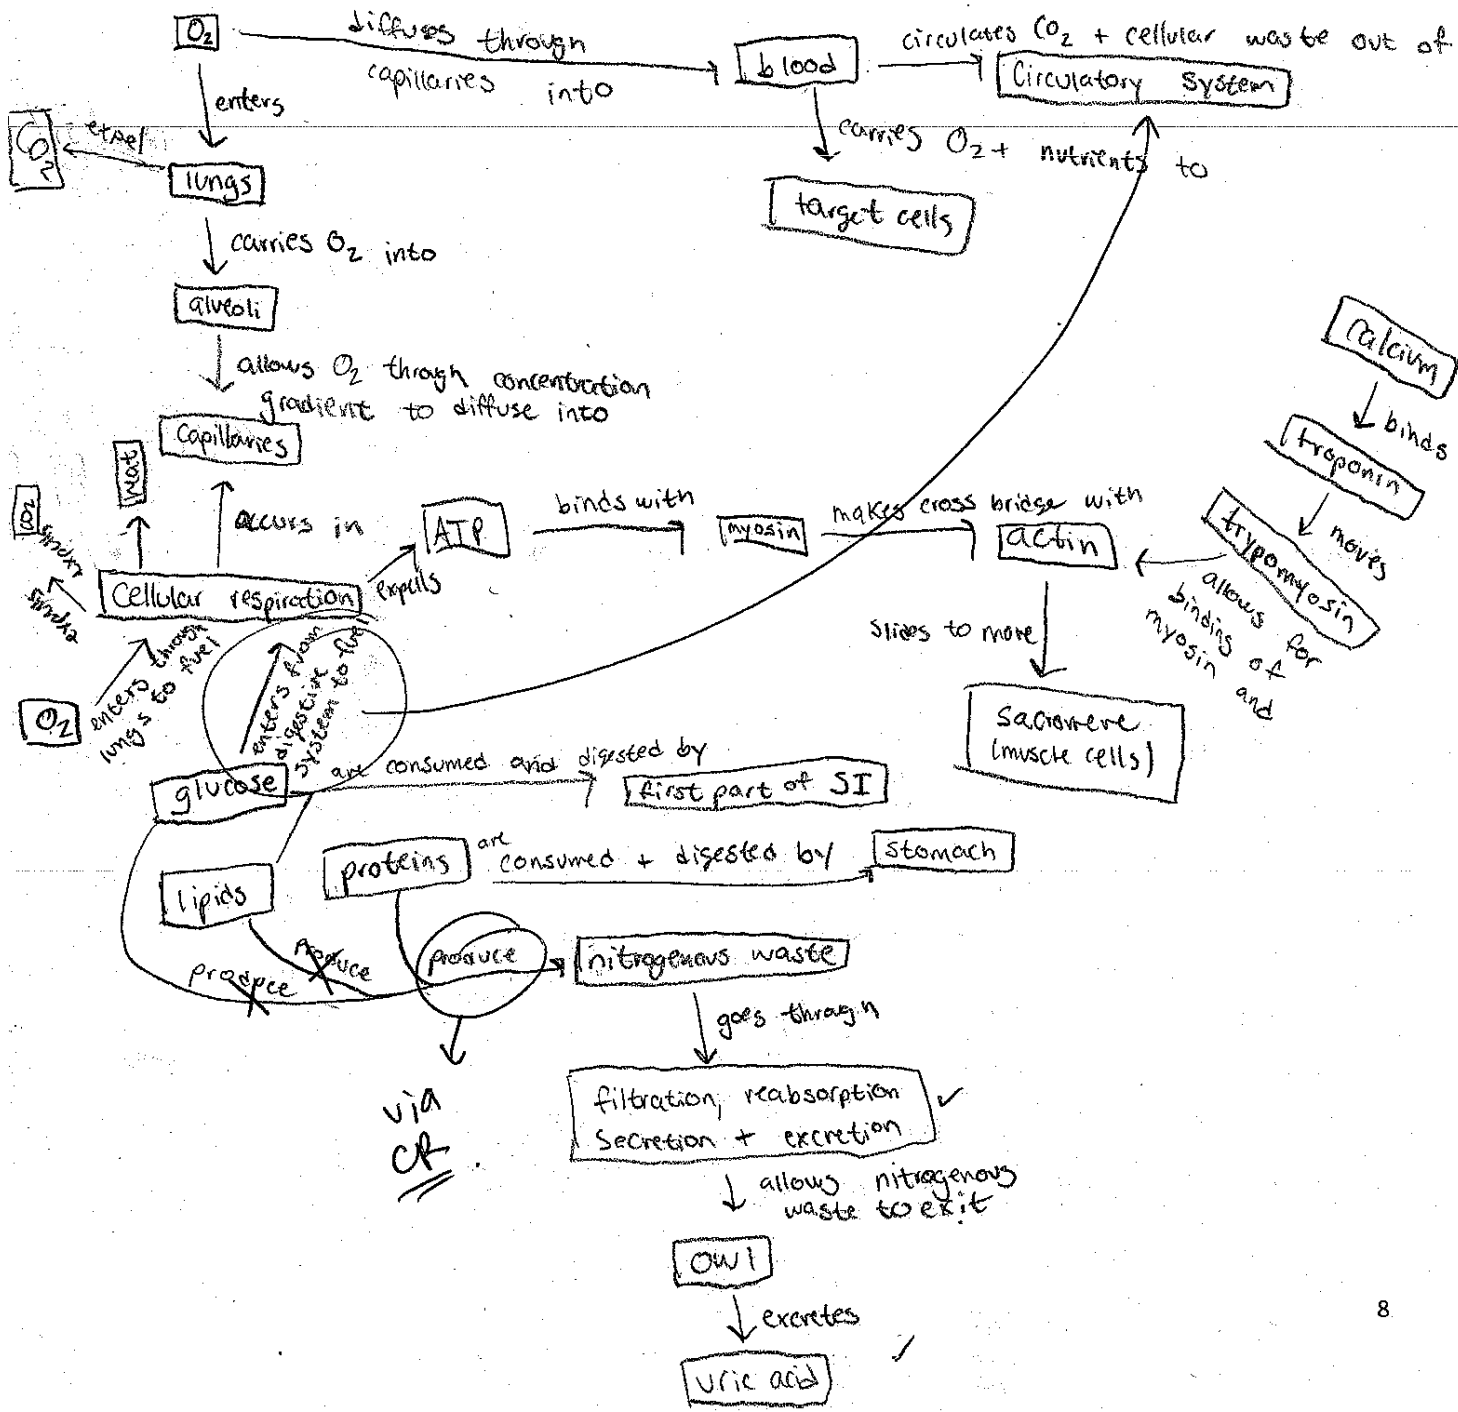 O₂
diffuses through
capillaries into
blood
circulates CO₂ + cellular waste out of
Circulatory System
enters
CO₂
expel
lungs
carries O₂ + nutrients to
target cells
carries O₂ into
alveoli
allows O₂ through concentration
gradient to diffuse into
capillaries
calcium
binds
troponin
moves
trypomyosin
allows for
binding of
myosin and
CO₂
expulls
expulls
occurs in
ATP
binds with
myosin
makes cross bridge with
actin
Cellular respiration
expulls
slides to more
sacromere
(muscle cells)
O₂
enters through
lungs to fuel
enters from
digestive
system to fuel
glucose
are consumed and digested by
first part of SI
lipids
proteins
are
consumed + digested by
stomach
produce
produce
produce
nitrogenous waste
goes through
via
CR
filtration, reabsorption
secretion + excretion
allows nitrogenous
waste to exit
owl
excretes
uric acid
8